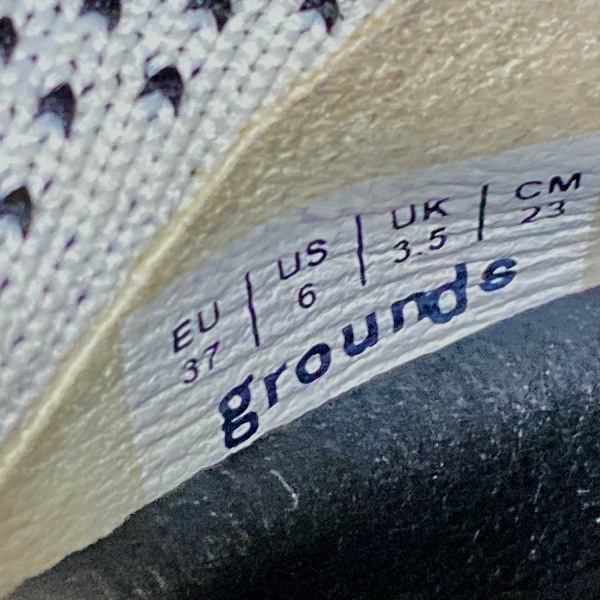 EU | US | UK | CM
37 | 6 | 3.5 | 23
grounds